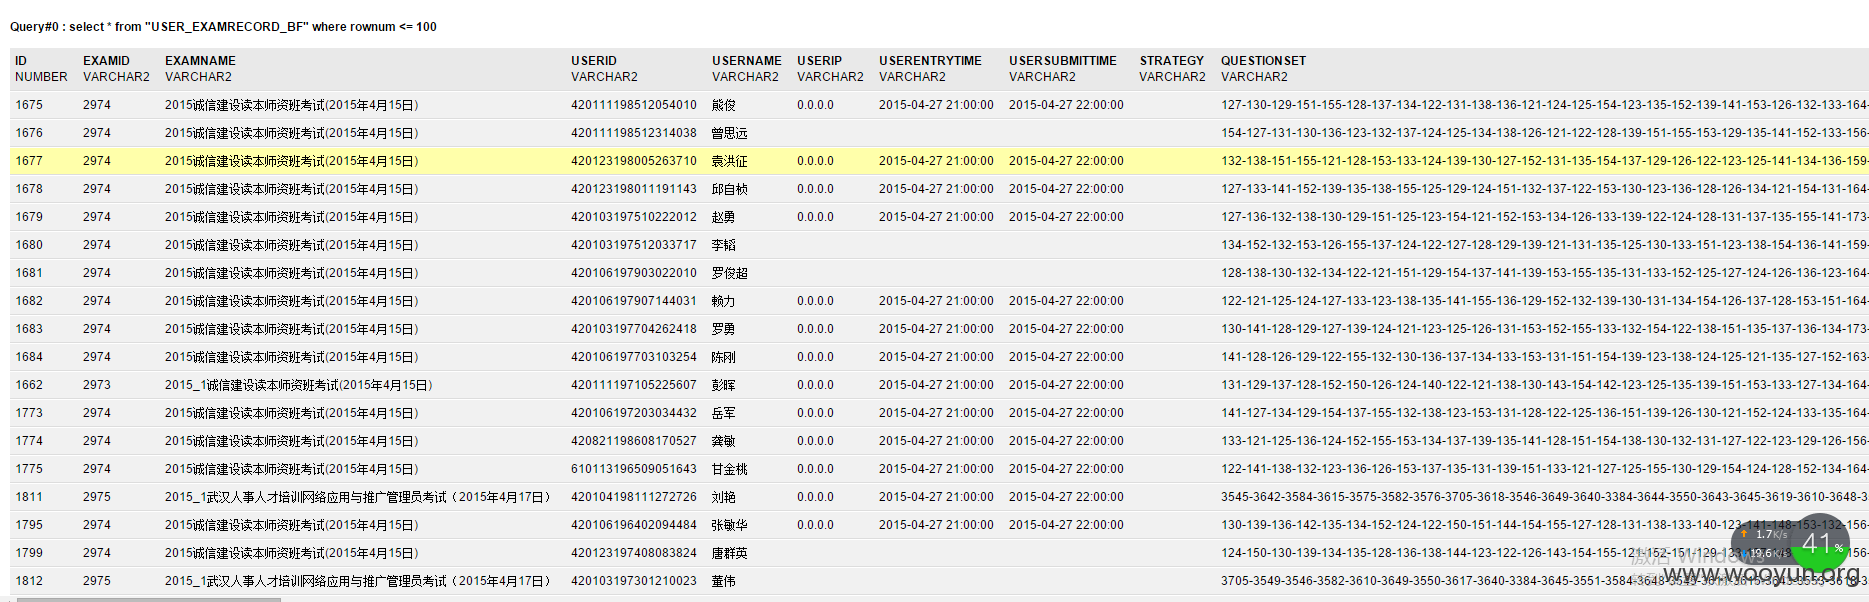 Query#0 : select * from "USER_EXAMRECORD_BF" where rownum <= 100
ID EXAMID EXAMNAME USERID USERNAME USERIP USERENTRYTIME USERSUBMITTIME STRATEGY QUESTIONSET
NUMBER VARCHAR2 VARCHAR2 VARCHAR2 VARCHAR2 VARCHAR2 VARCHAR2 VARCHAR2 VARCHAR2 VARCHAR2
1675 2974 2015诚信建设读本师资班考试(2015年4月15日) 420111198512054010 熊俊 0.0.0.0 2015-04-27 21:00:00 2015-04-27 22:00:00 127-130-129-151-155-128-137-134-122-131-138-136-121-124-125-154-123-135-152-139-141-153-126-132-133-164-
1676 2974 2015诚信建设读本师资班考试(2015年4月15日) 420111198512314038 曾思远 154-127-131-130-136-123-132-137-124-125-134-138-126-121-122-128-139-151-155-153-129-135-141-152-133-156-
1677 2974 2015诚信建设读本师资班考试(2015年4月15日) 420123198005263710 袁洪征 0.0.0.0 2015-04-27 21:00:00 2015-04-27 22:00:00 132-138-151-155-121-128-153-133-124-139-130-127-152-131-135-154-137-129-126-122-123-125-141-134-136-159-
1678 2974 2015诚信建设读本师资班考试(2015年4月15日) 420123198011191143 邱自桢 0.0.0.0 2015-04-27 21:00:00 2015-04-27 22:00:00 127-133-141-152-139-135-138-155-125-129-124-151-132-137-122-153-130-123-136-128-126-134-121-154-131-164-
1679 2974 2015诚信建设读本师资班考试(2015年4月15日) 420103197510222012 赵勇 0.0.0.0 2015-04-27 21:00:00 2015-04-27 22:00:00 127-136-132-138-130-129-151-125-123-154-121-152-153-134-126-133-139-122-124-128-131-137-135-155-141-173-
1680 2974 2015诚信建设读本师资班考试(2015年4月15日) 420103197512033717 李韬 134-152-132-153-126-155-137-124-122-127-128-129-139-121-131-135-125-130-133-151-123-138-154-136-141-159-
1681 2974 2015诚信建设读本师资班考试(2015年4月15日) 420106197903022010 罗俊超 128-138-130-132-134-122-121-151-129-154-137-141-139-153-155-135-131-133-152-125-127-124-126-136-123-164-
1682 2974 2015诚信建设读本师资班考试(2015年4月15日) 420106197907144031 赖力 0.0.0.0 2015-04-27 21:00:00 2015-04-27 22:00:00 122-121-125-124-127-133-123-138-135-141-155-136-129-152-132-139-130-131-134-154-126-137-128-153-151-164-
1683 2974 2015诚信建设读本师资班考试(2015年4月15日) 420103197704262418 罗勇 0.0.0.0 2015-04-27 21:00:00 2015-04-27 22:00:00 130-141-128-129-127-139-124-121-123-125-126-131-153-152-155-133-132-154-122-138-151-135-137-136-134-173-
1684 2974 2015诚信建设读本师资班考试(2015年4月15日) 420106197703103254 陈刚 0.0.0.0 2015-04-27 21:00:00 2015-04-27 22:00:00 141-128-126-129-122-155-132-130-136-137-134-133-153-131-151-154-139-123-138-124-125-121-135-127-152-163-
1662 2973 2015_1诚信建设读本师资班考试(2015年4月15日) 420111197105225607 彭晖 0.0.0.0 2015-04-27 21:00:00 2015-04-27 22:00:00 131-129-137-128-152-150-126-124-140-122-121-138-130-143-154-142-123-125-135-139-151-153-133-127-134-164-
1773 2974 2015诚信建设读本师资班考试(2015年4月15日) 420106197203034432 岳军 0.0.0.0 2015-04-27 21:00:00 2015-04-27 22:00:00 141-127-134-129-154-137-155-132-138-123-153-131-128-122-125-136-151-139-126-130-121-152-124-133-135-164-
1774 2974 2015诚信建设读本师资班考试(2015年4月15日) 420821198608170527 龚敏 0.0.0.0 2015-04-27 21:00:00 2015-04-27 22:00:00 133-121-125-136-124-152-155-153-134-137-139-135-141-128-151-154-138-130-132-131-127-122-123-129-126-156-
1775 2974 2015诚信建设读本师资班考试(2015年4月15日) 610113196509051643 甘金桃 0.0.0.0 2015-04-27 21:00:00 2015-04-27 22:00:00 122-141-138-132-123-136-126-153-137-135-131-139-151-133-121-127-125-155-130-129-154-124-128-152-134-164-
1811 2975 2015_1武汉人事人才培训网络应用与推广管理员考试（2015年4月17日） 420104198111272726 刘艳 0.0.0.0 2015-04-27 21:00:00 2015-04-27 22:00:00 3545-3642-3584-3615-3575-3582-3576-3705-3618-3546-3649-3640-3384-3644-3550-3643-3645-3619-3610-3648-3
1795 2974 2015诚信建设读本师资班考试(2015年4月15日) 420106196402094484 张敏华 0.0.0.0 2015-04-27 21:00:00 2015-04-27 22:00:00 130-139-136-142-135-134-152-124-122-150-151-144-154-155-127-128-131-138-133-140-123-141-148-153-132-156-
1799 2974 2015诚信建设读本师资班考试(2015年4月15日) 420123197408083824 唐群英 124-150-130-139-134-135-128-136-138-144-123-122-126-143-154-155-121-152-151-129-
1812 2975 2015_1武汉人事人才培训网络应用与推广管理员考试（2015年4月17日） 420103197301210023 董伟 3705-3549-3546-3582-3610-3649-3550-3617-3640-3384-3645-3551-3584-3648-
1.7K/s
19.6K/s
41%
激活 Windows
www.wooyun.org